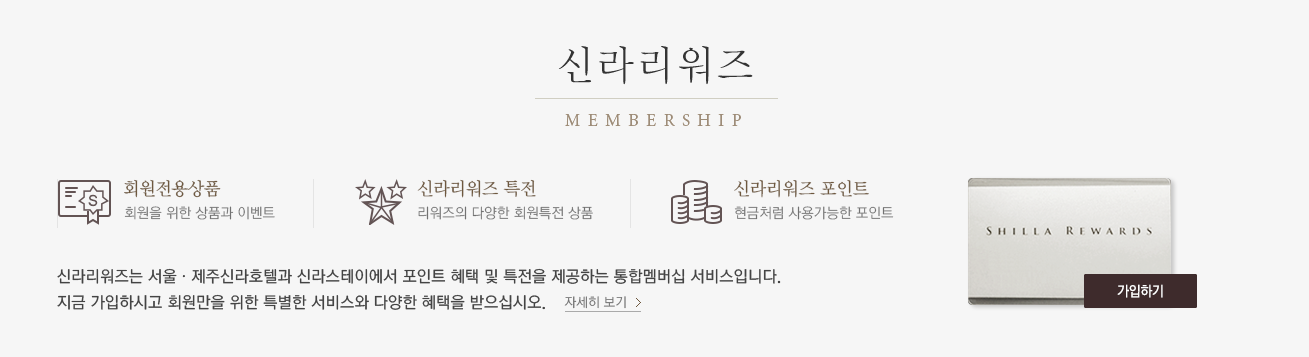 신라리워즈
MEMBERSHIP
회원전용상품
회원을 위한 상품과 이벤트
신라리워즈 특전
리워즈의 다양한 회원특전 상품
신라리워즈 포인트
현금처럼 사용가능한 포인트
S
SHILLA REWARDS
신라리워즈는 서울 · 제주신라호텔과 신라스테이에서 포인트 혜택 및 특전을 제공하는 통합멤버십 서비스입니다.
지금 가입하시고 회원만을 위한 특별한 서비스와 다양한 혜택을 받으십시오. 자세히 보기 >
가입하기